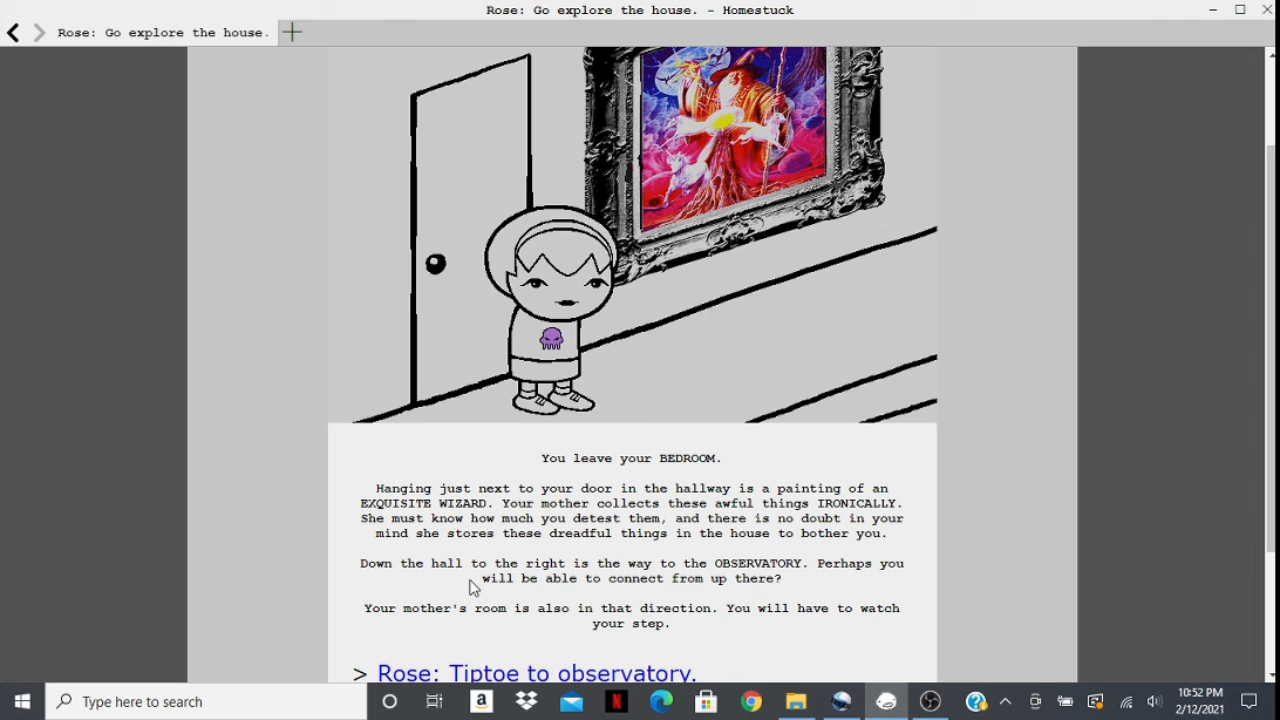 Rose: Go explore the house. - Homestuck
Rose: Go explore the house.
You leave your BEDROOM.
Hanging just next to your door in the hallway is a painting of an
EXQUISITE WIZARD. Your mother collects these awful things IRONICALLY.
She must know how much you detest them, and there is no doubt in your
mind she stores these dreadful things in the house to bother you.
Down the hall to the right is the way to the OBSERVATORY. Perhaps you
will be able to connect from up there?
Your mother's room is also in that direction. You will have to watch
your step.
> Rose: Tiptoe to observatory.
Type here to search
10:52 PM
2/12/2021